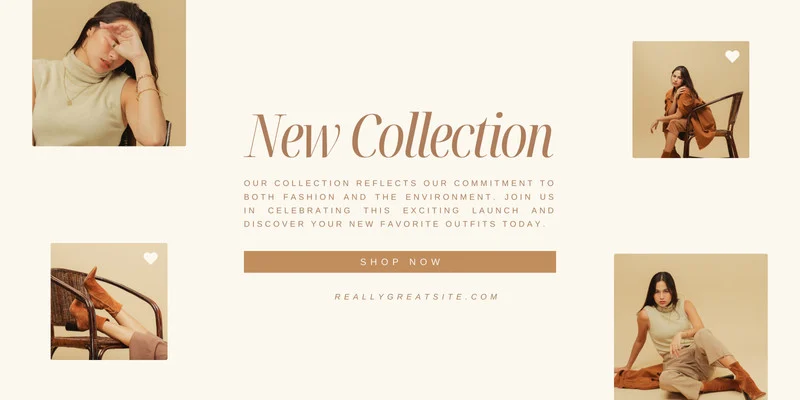 New Collection
OUR COLLECTION REFLECTS OUR COMMITMENT TO
BOTH FASHION AND THE ENVIRONMENT. JOIN US
IN CELEBRATING THIS EXCITING LAUNCH AND
DISCOVER YOUR NEW FAVORITE OUTFITS TODAY.
SHOP NOW
REALLYGREATSITE.COM